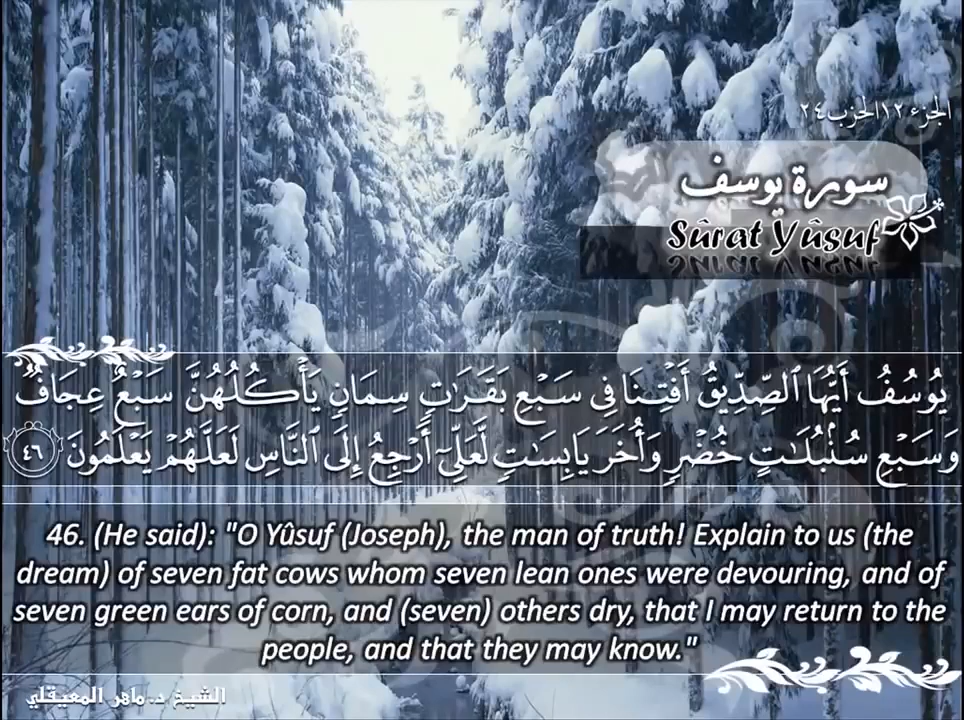 الجزء ١٢ الحزب ٢٤
سورة يوسف
Sûrat Yûsuf
يُوسُفُ أَيُّهَا ٱلصِّدِّيقُ أَفْتِنَا فِى سَبْعِ بَقَرَٰتٍ سِمَانٍ يَأْكُلُهُنَّ سَبْعٌ عِجَافٌ
وَسَبْعِ سُنۢبُلَٰتٍ خُضْرٍ وَأُخَرَ يَابِسَٰتٍ لَّعَلِّىٓ أَرْجِعُ إِلَى ٱلنَّاسِ لَعَلَّهُمْ يَعْلَمُونَ ٤٦
46. (He said): "O Yûsuf (Joseph), the man of truth! Explain to us (the
dream) of seven fat cows whom seven lean ones were devouring, and of
seven green ears of corn, and (seven) others dry, that I may return to the
people, and that they may know."
الشيخ د. ماهر المعيقلي